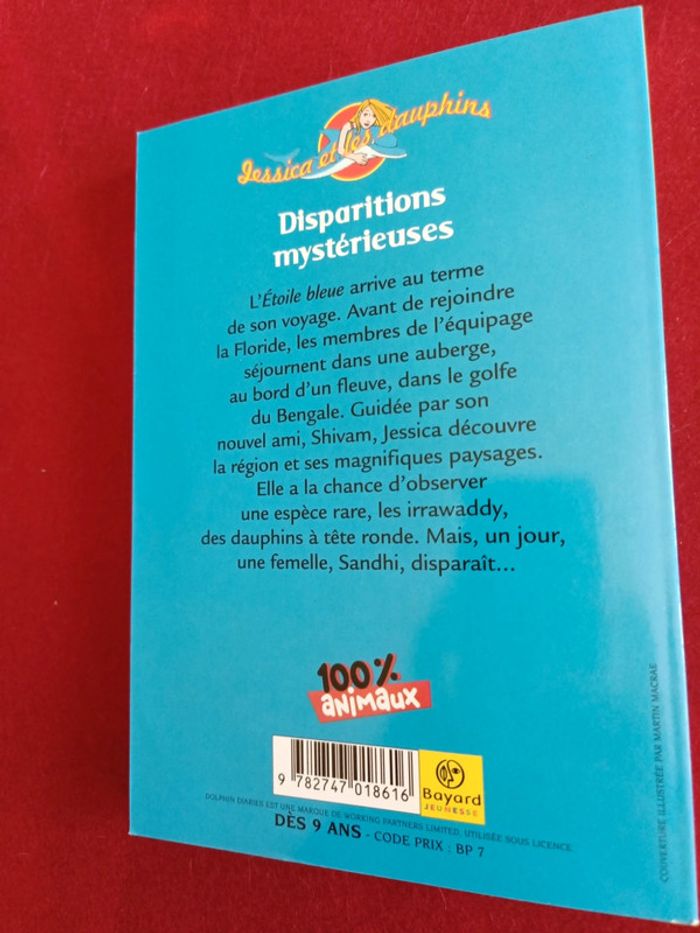 Jessica et les dauphins
Disparitions
mystérieuses
L'Étoile bleue arrive au terme
de son voyage. Avant de rejoindre
la Floride, les membres de l'équipage
séjournent dans une auberge,
au bord d'un fleuve, dans le golfe
du Bengale. Guidée par son
nouvel ami, Shivam, Jessica découvre
la région et ses magnifiques paysages.
Elle a la chance d'observer
une espèce rare, les irrawaddy,
des dauphins à tête ronde. Mais, un jour,
une femelle, Sandhi, disparaît...
100%
animaux
9 782747 018616
Bayard
JEUNESSE
DOLPHIN DIARIES EST UNE MARQUE DE WORKING PARTNERS LIMITED, UTILISÉE SOUS LICENCE.
DÈS 9 ANS - CODE PRIX : BP 7
COUVERTURE ILLUSTRÉE PAR MARTIN MACRAE